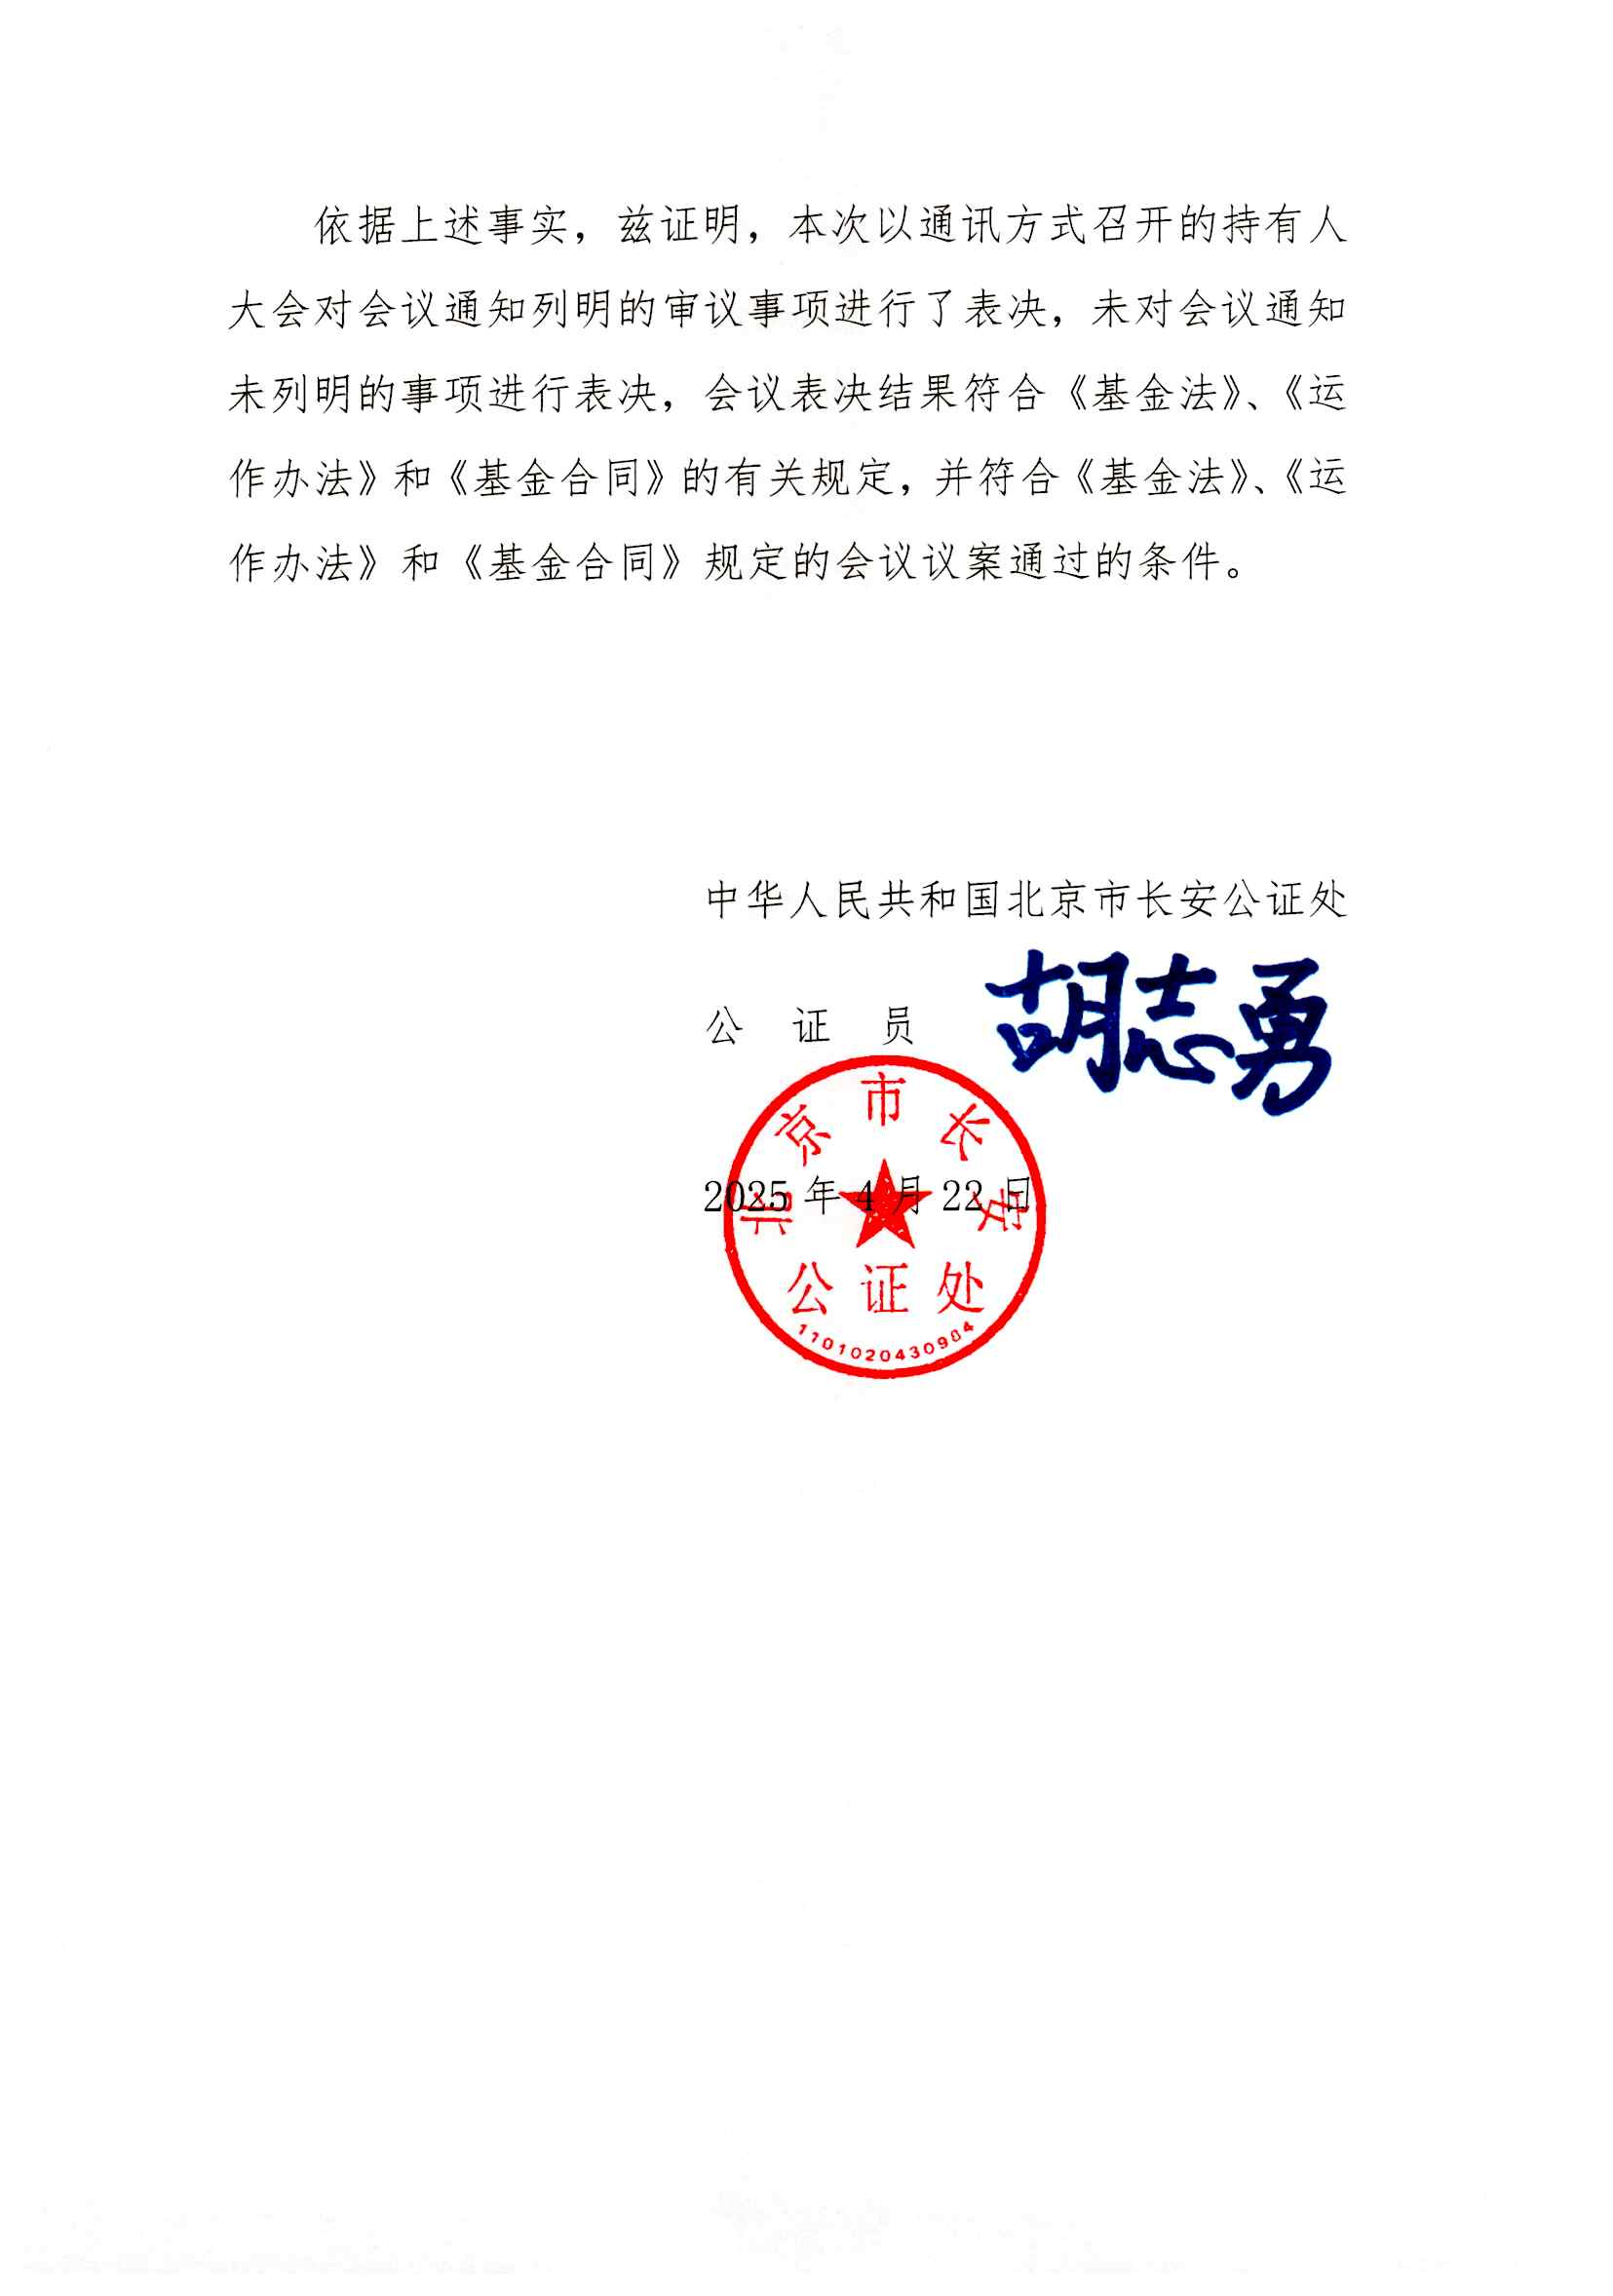 依据上述事实，兹证明，本次以通讯方式召开的持有人
大会对会议通知列明的审议事项进行了表决，未对会议通知
未列明的事项进行表决，会议表决结果符合《基金法》、《运
作办法》和《基金合同》的有关规定，并符合《基金法》、《运
作办法》和《基金合同》规定的会议议案通过的条件。
中华人民共和国北京市长安公证处
公 证 员 胡志勇
2025 年 4 月 22 日
北京市长安
公证处
1101020430984